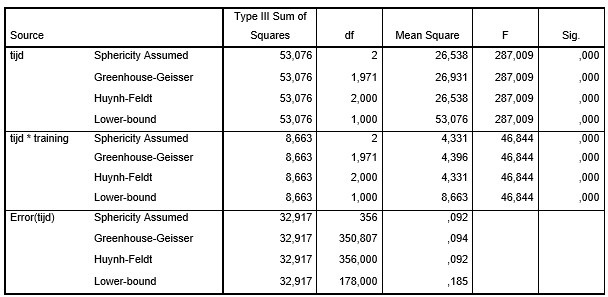 Source Type III Sum of Squares df Mean Square F Sig.
tijd Sphericity Assumed 53,076 2 26,538 287,009 ,000
Greenhouse-Geisser 53,076 1,971 26,931 287,009 ,000
Huynh-Feldt 53,076 2,000 26,538 287,009 ,000
Lower-bound 53,076 1,000 53,076 287,009 ,000
tijd * training Sphericity Assumed 8,663 2 4,331 46,844 ,000
Greenhouse-Geisser 8,663 1,971 4,396 46,844 ,000
Huynh-Feldt 8,663 2,000 4,331 46,844 ,000
Lower-bound 8,663 1,000 8,663 46,844 ,000
Error(tijd) Sphericity Assumed 32,917 356 ,092
Greenhouse-Geisser 32,917 350,807 ,094
Huynh-Feldt 32,917 356,000 ,092
Lower-bound 32,917 178,000 ,185